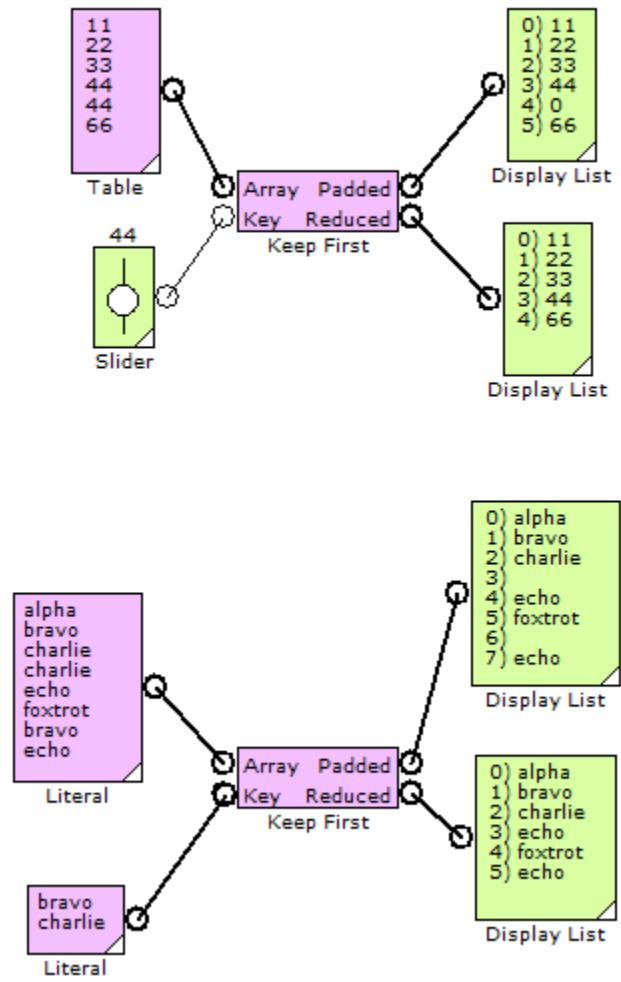 11
22
33
44
44
66
Table
44
Slider
Array Padded
Key Reduced
Keep First
0) 11
1) 22
2) 33
3) 44
4) 0
5) 66
Display List
0) 11
1) 22
2) 33
3) 44
4) 66
Display List
alpha
bravo
charlie
charlie
echo
foxtrot
bravo
echo
Literal
bravo
charlie
Literal
Array Padded
Key Reduced
Keep First
0) alpha
1) bravo
2) charlie
3)
4) echo
5) foxtrot
6)
7) echo
Display List
0) alpha
1) bravo
2) charlie
3) echo
4) foxtrot
5) echo
Display List